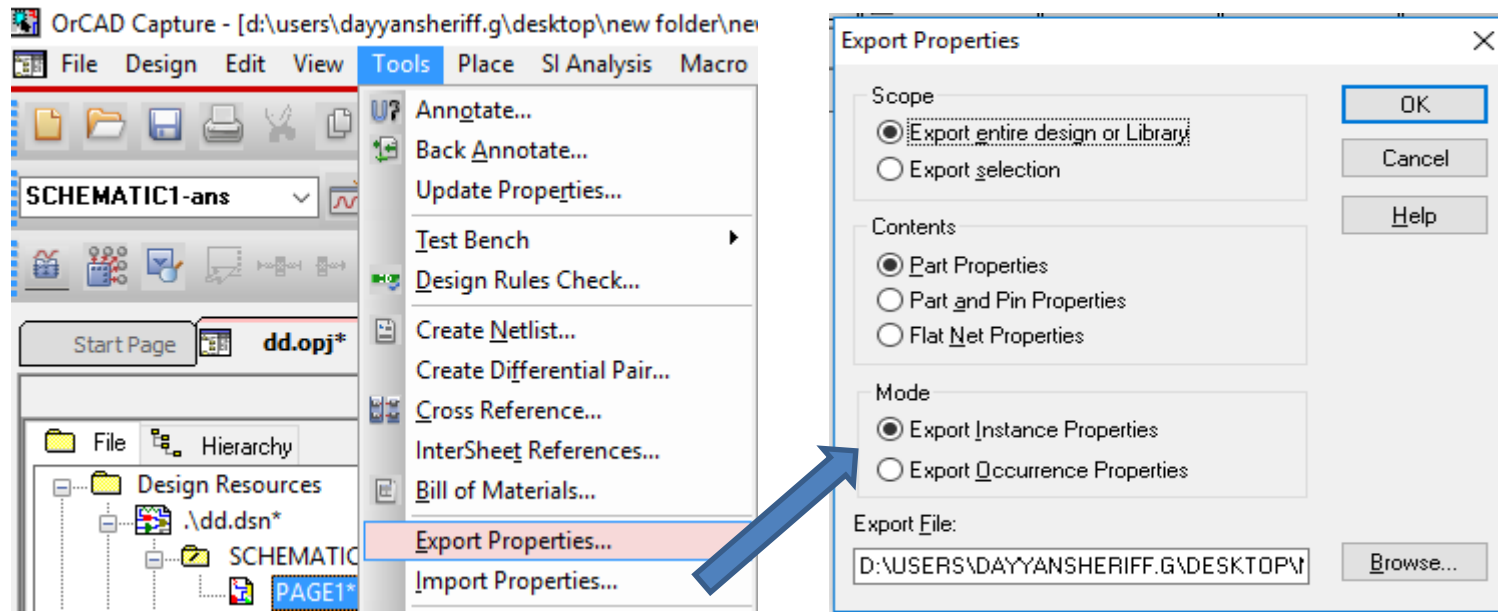 OrCAD Capture - [d:\users\dayyansheriff.g\desktop\new folder\ne
File Design Edit View Tools Place SI Analysis Macro
Annotate...
Back Annotate...
Update Properties...
SCHEMATIC1-ans
Test Bench
Design Rules Check...
Create Netlist...
Start Page dd.opj*
Create Differential Pair...
Cross Reference...
File Hierarchy
InterSheet References...
Design Resources
Bill of Materials...
.\dd.dsn*
Export Properties...
SCHEMATIC
Import Properties...
PAGE1*
Export Properties
Scope
Export entire design or Library
Export selection
OK
Cancel
Help
Contents
Part Properties
Part and Pin Properties
Flat Net Properties
Mode
Export Instance Properties
Export Occurrence Properties
Export File:
D:\USERS\DAYYANSHERIFF.G\DESKTOP\
Browse...